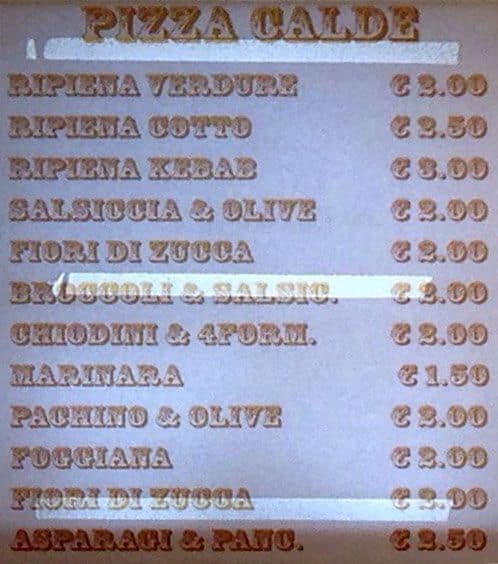 PIZZA CALDE
RIPIENA VERDURE € 2.00
RIPIENA COTTO € 2.50
RIPIENA KEBAB € 3.00
SALSICCIA & OLIVE € 2.00
FIORI DI ZUCCA € 2.00
BROCCOLI & SALSIC. € 2.00
CHIODINI & 4FORM. € 2.00
MARINARA € 1.50
PACHINO & OLIVE € 2.00
FOGGIANA € 2.00
FIORI DI ZUCCA € 2.00
ASPARAGI & PANC. € 2.50